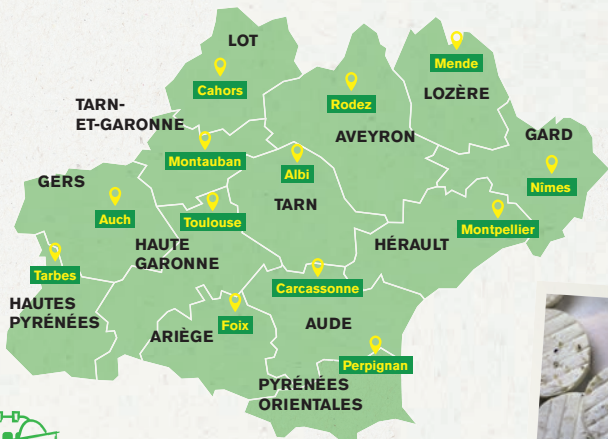 LOT
Cahors
Mende
LOZÈRE
Rodez
AVEYRON
TARN-
ET-GARONNE
Montauban
GARD
Nîmes
Albi
TARN
GERS
Auch
Toulouse
Montpellier
HÉRAULT
HAUTE
GARONNE
Tarbes
HAUTES
PYRÉNÉES
Carcassonne
AUDE
Foix
ARIÈGE
Perpignan
PYRÉNÉES
ORIENTALES